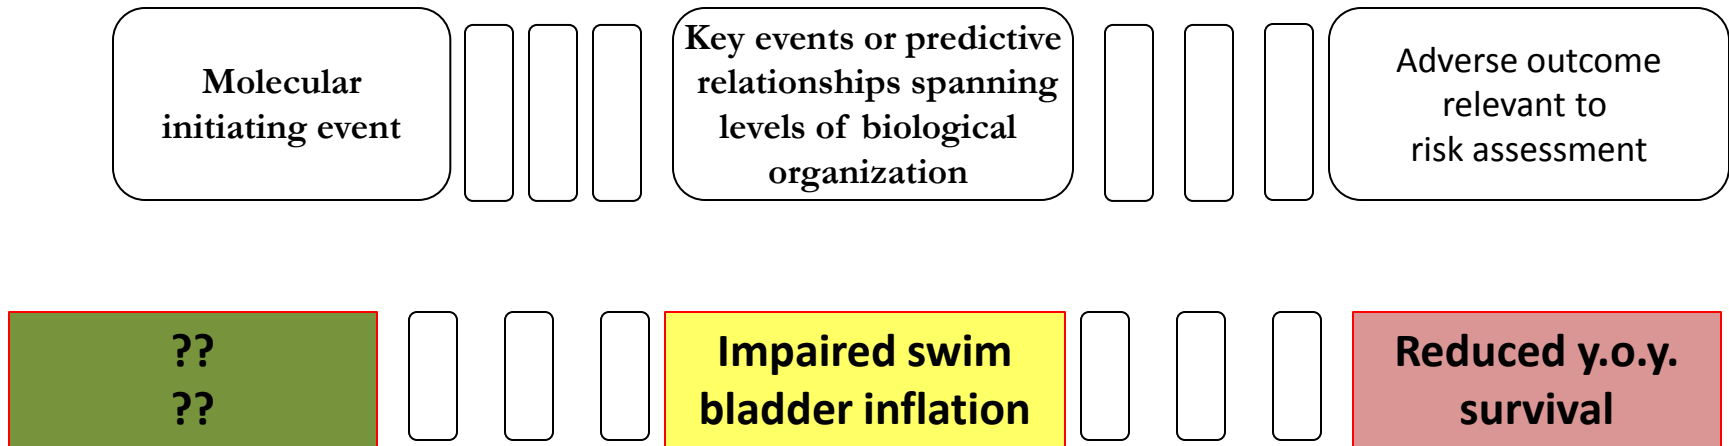 Molecular
initiating event
Key events or predictive
relationships spanning
levels of biological
organization
Adverse outcome
relevant to
risk assessment
??
??
Impaired swim
bladder inflation
Reduced y.o.y.
survival